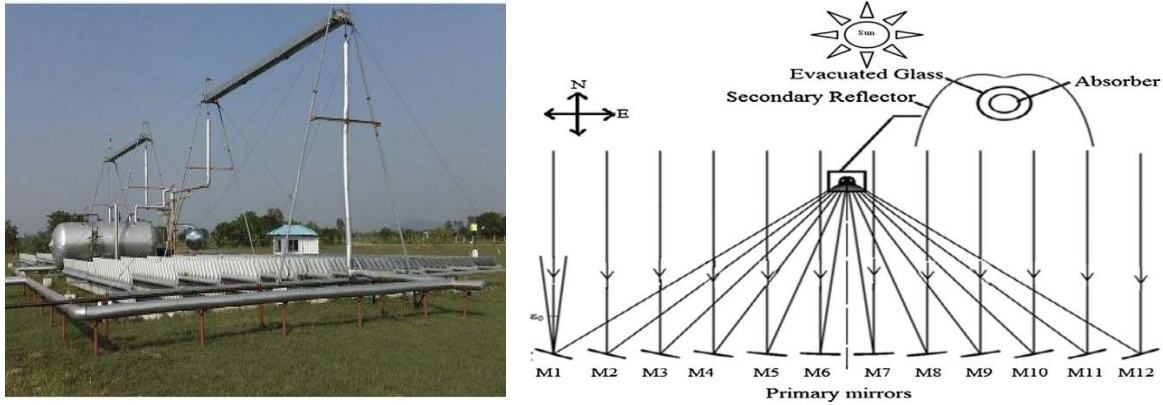 Sun
Evacuated Glass
Absorber
Secondary Reflector
N
E
M1 M2 M3 M4 M5 M6 M7 M8 M9 M10 M11 M12
Primary mirrors